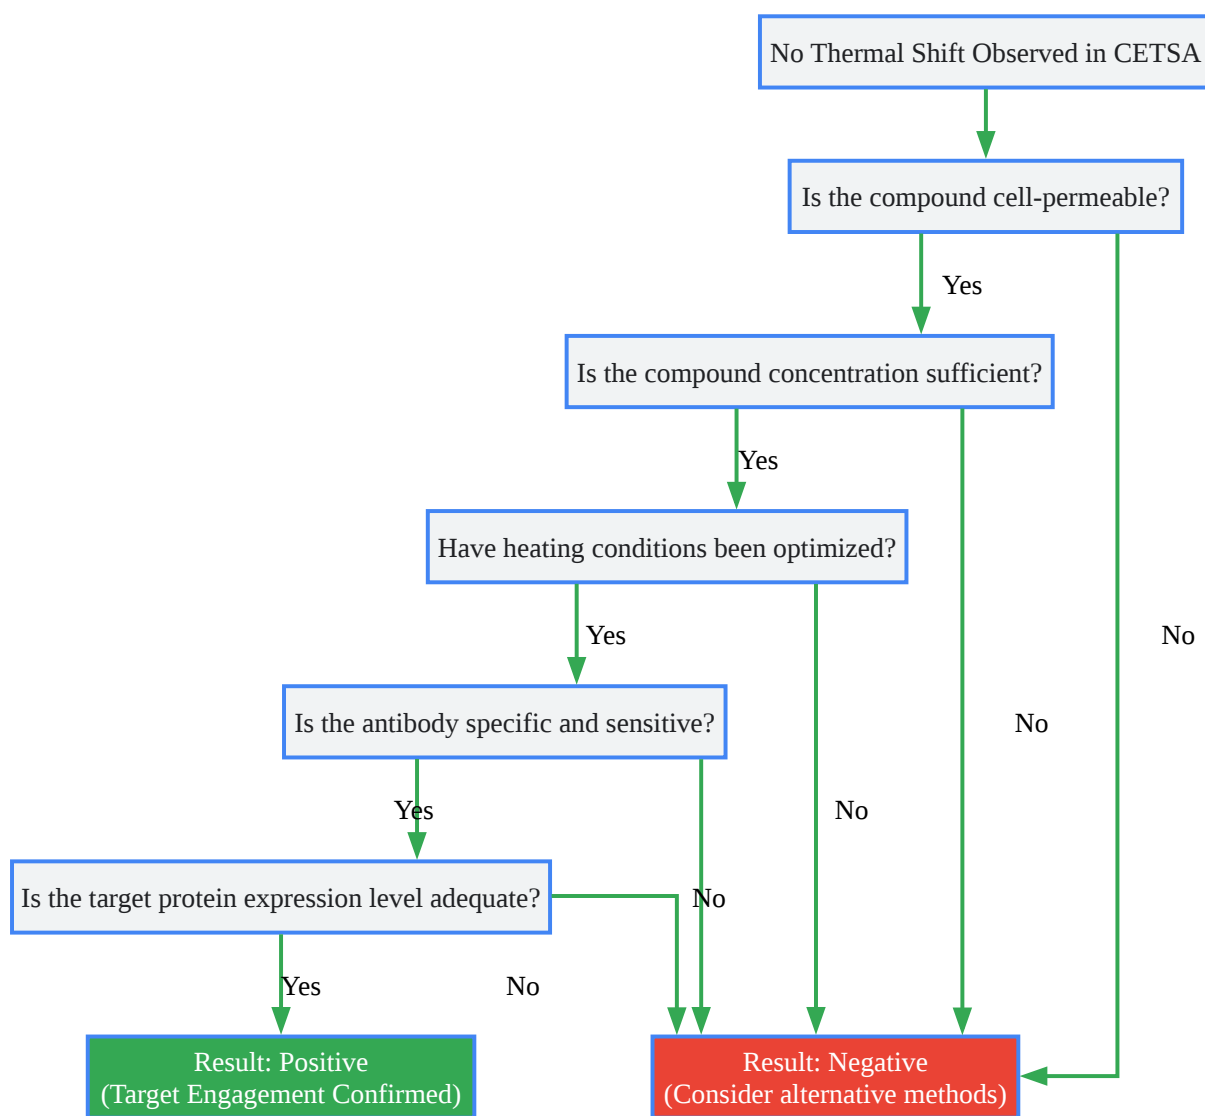 No Thermal Shift Observed in CETSA
Is the compound cell-permeable?
Yes
Is the compound concentration sufficient?
Yes
Have heating conditions been optimized?
Yes
No
Is the antibody specific and sensitive?
No
Yes
No
Is the target protein expression level adequate?
No
Yes
No
Result: Positive
(Target Engagement Confirmed)
Result: Negative
(Consider alternative methods)